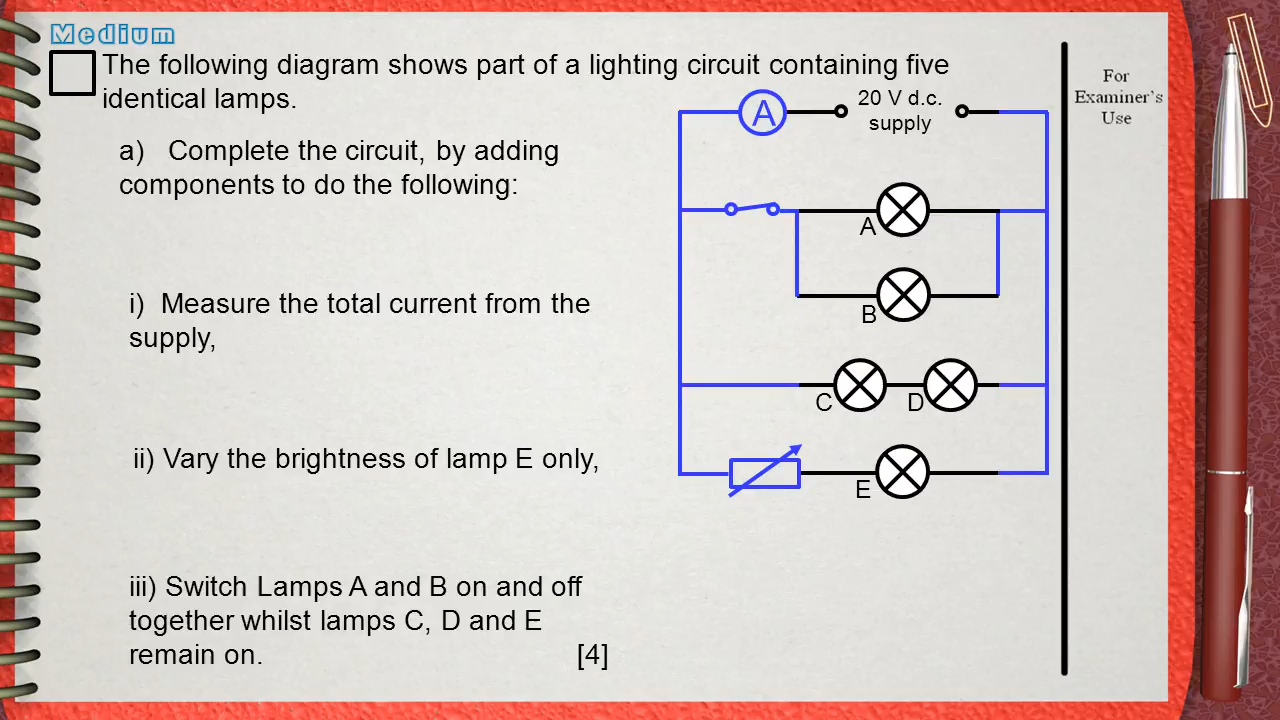 Medium
The following diagram shows part of a lighting circuit containing five
identical lamps.
a) Complete the circuit, by adding
components to do the following:
i) Measure the total current from the
supply,
ii) Vary the brightness of lamp E only,
iii) Switch Lamps A and B on and off
together whilst lamps C, D and E
remain on. [4]
A
20 V d.c.
supply
A
B
C D
E
For
Examiner's
Use